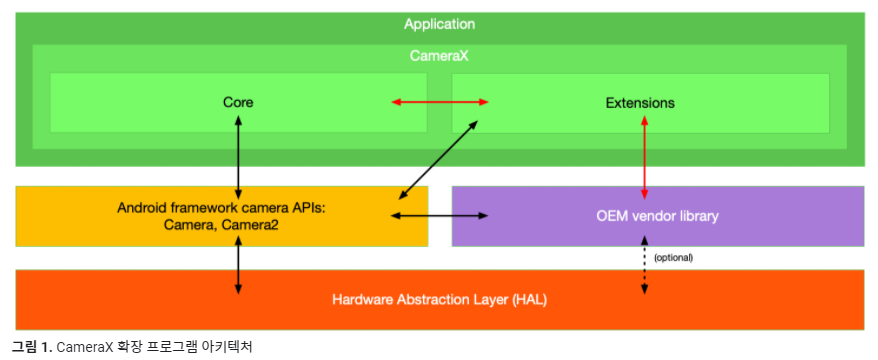 Application
CameraX
Core
Extensions
Android framework camera APIs:
Camera, Camera2
OEM vendor library
(optional)
Hardware Abstraction Layer (HAL)
그림 1. CameraX 확장 프로그램 아키텍처